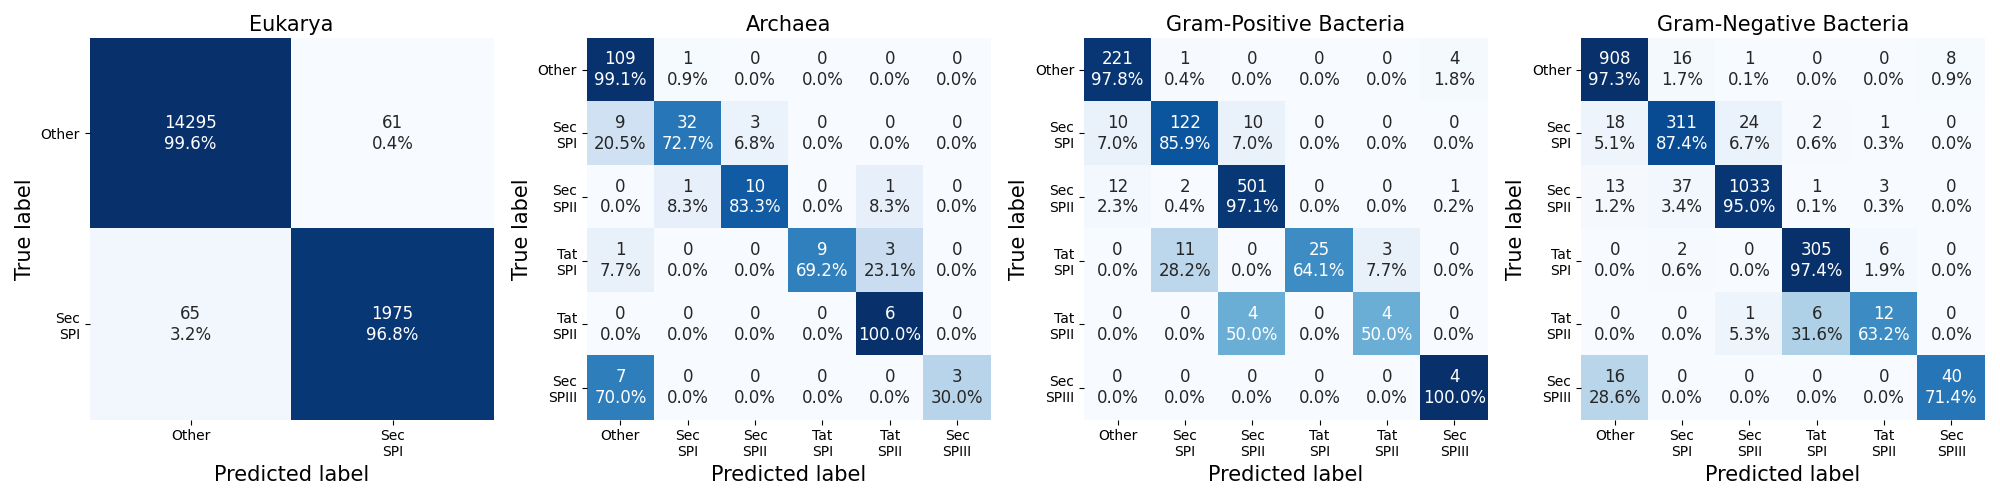 Eukarya
True label
Other
14295
99.6%
61
0.4%
Sec
SPI
65
3.2%
1975
96.8%
Other
Sec
SPI
Predicted label
Archaea
True label
Other
109 1 0 0 0 0
99.1% 0.9% 0.0% 0.0% 0.0% 0.0%
Sec
SPI
9 32 3 0 0 0
20.5% 72.7% 6.8% 0.0% 0.0% 0.0%
Sec
SPII
0 1 10 0 1 0
0.0% 8.3% 83.3% 0.0% 8.3% 0.0%
Tat
SPI
1 0 0 9 3 0
7.7% 0.0% 0.0% 69.2% 23.1% 0.0%
Tat
SPII
0 0 0 0 6 0
0.0% 0.0% 0.0% 0.0% 100.0% 0.0%
Sec
SPIII
7 0 0 0 0 3
70.0% 0.0% 0.0% 0.0% 0.0% 30.0%
Other Sec Sec Tat Tat Sec
SPI SPII SPI SPII SPIII
Predicted label
Gram-Positive Bacteria
True label
Other
221 1 0 0 0 4
97.8% 0.4% 0.0% 0.0% 0.0% 1.8%
Sec
SPI
10 122 10 0 0 0
7.0% 85.9% 7.0% 0.0% 0.0% 0.0%
Sec
SPII
12 2 501 0 0 1
2.3% 0.4% 97.1% 0.0% 0.0% 0.2%
Tat
SPI
0 11 0 25 3 0
0.0% 28.2% 0.0% 64.1% 7.7% 0.0%
Tat
SPII
0 0 4 0 4 0
0.0% 0.0% 50.0% 0.0% 50.0% 0.0%
Sec
SPIII
0 0 0 0 0 4
0.0% 0.0% 0.0% 0.0% 0.0% 100.0%
Other Sec Sec Tat Tat Sec
SPI SPII SPI SPII SPIII
Predicted label
Gram-Negative Bacteria
True label
Other
908 16 1 0 0 8
97.3% 1.7% 0.1% 0.0% 0.0% 0.9%
Sec
SPI
18 311 24 2 1 0
5.1% 87.4% 6.7% 0.6% 0.3% 0.0%
Sec
SPII
13 37 1033 1 3 0
1.2% 3.4% 95.0% 0.1% 0.3% 0.0%
Tat
SPI
0 2 0 305 6 0
0.0% 0.6% 0.0% 97.4% 1.9% 0.0%
Tat
SPII
0 0 1 6 12 0
0.0% 0.0% 5.3% 31.6% 63.2% 0.0%
Sec
SPIII
16 0 0 0 0 40
28.6% 0.0% 0.0% 0.0% 0.0% 71.4%
Other Sec Sec Tat Tat Sec
SPI SPII SPI SPII SPIII
Predicted label